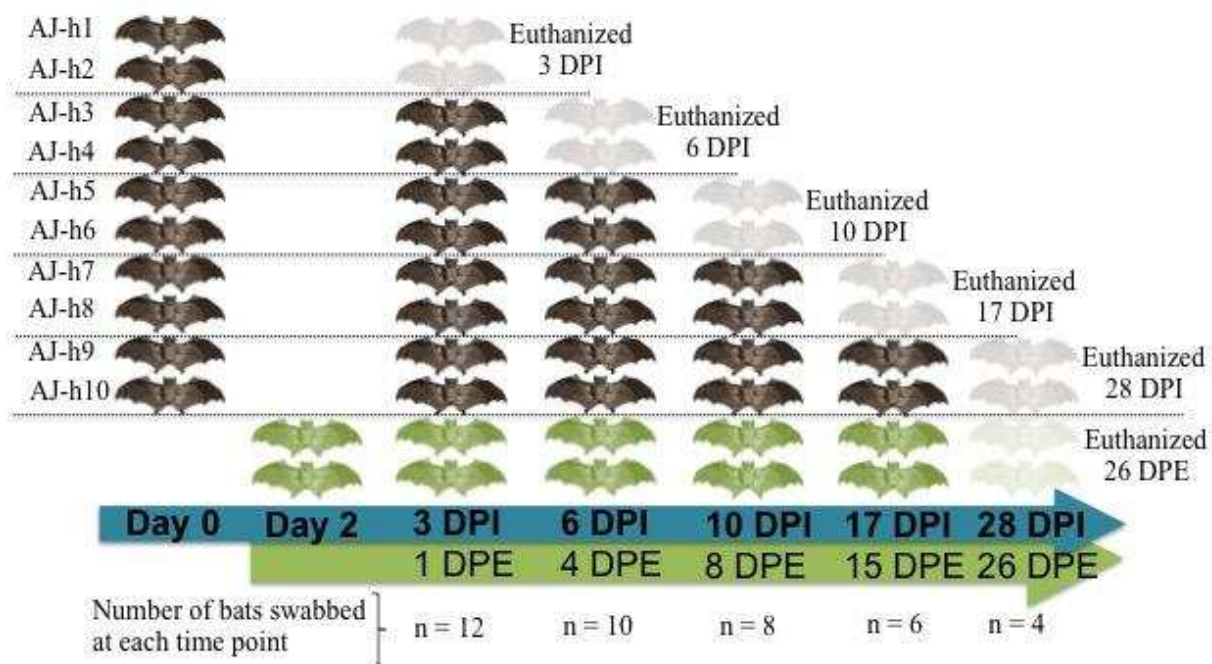 AJ-h1
AJ-h2
Euthanized
3 DPI
AJ-h3
AJ-h4
Euthanized
6 DPI
AJ-h5
AJ-h6
Euthanized
10 DPI
AJ-h7
AJ-h8
Euthanized
17 DPI
AJ-h9
AJ-h10
Euthanized
28 DPI
Euthanized
26 DPE
Day 0 Day 2 3 DPI 6 DPI 10 DPI 17 DPI 28 DPI
1 DPE 4 DPE 8 DPE 15 DPE 26 DPE
Number of bats swabbed
at each time point
n = 12 n = 10 n = 8 n = 6 n = 4